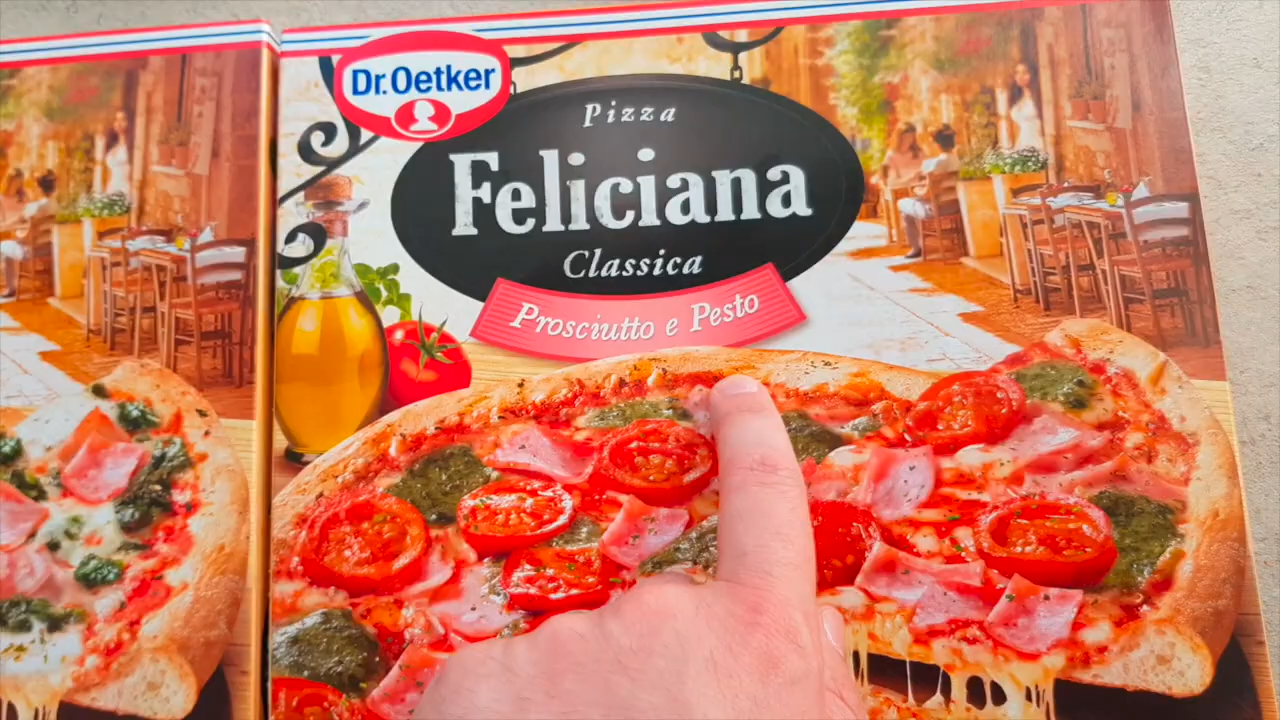 Dr. Oetker
Pizza
Feliciana
Classica
Prosciutto e Pesto